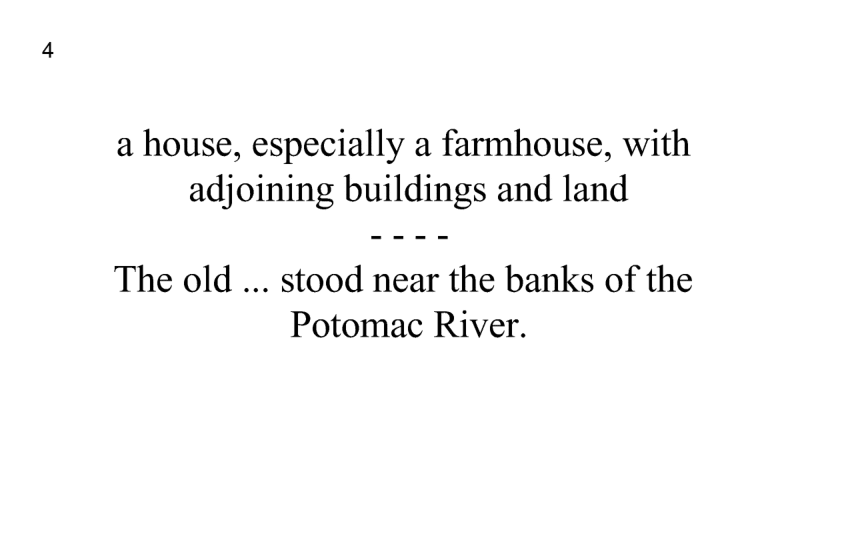 4
a house, especially a farmhouse, with
adjoining buildings and land
- - - -
The old ... stood near the banks of the
Potomac River.